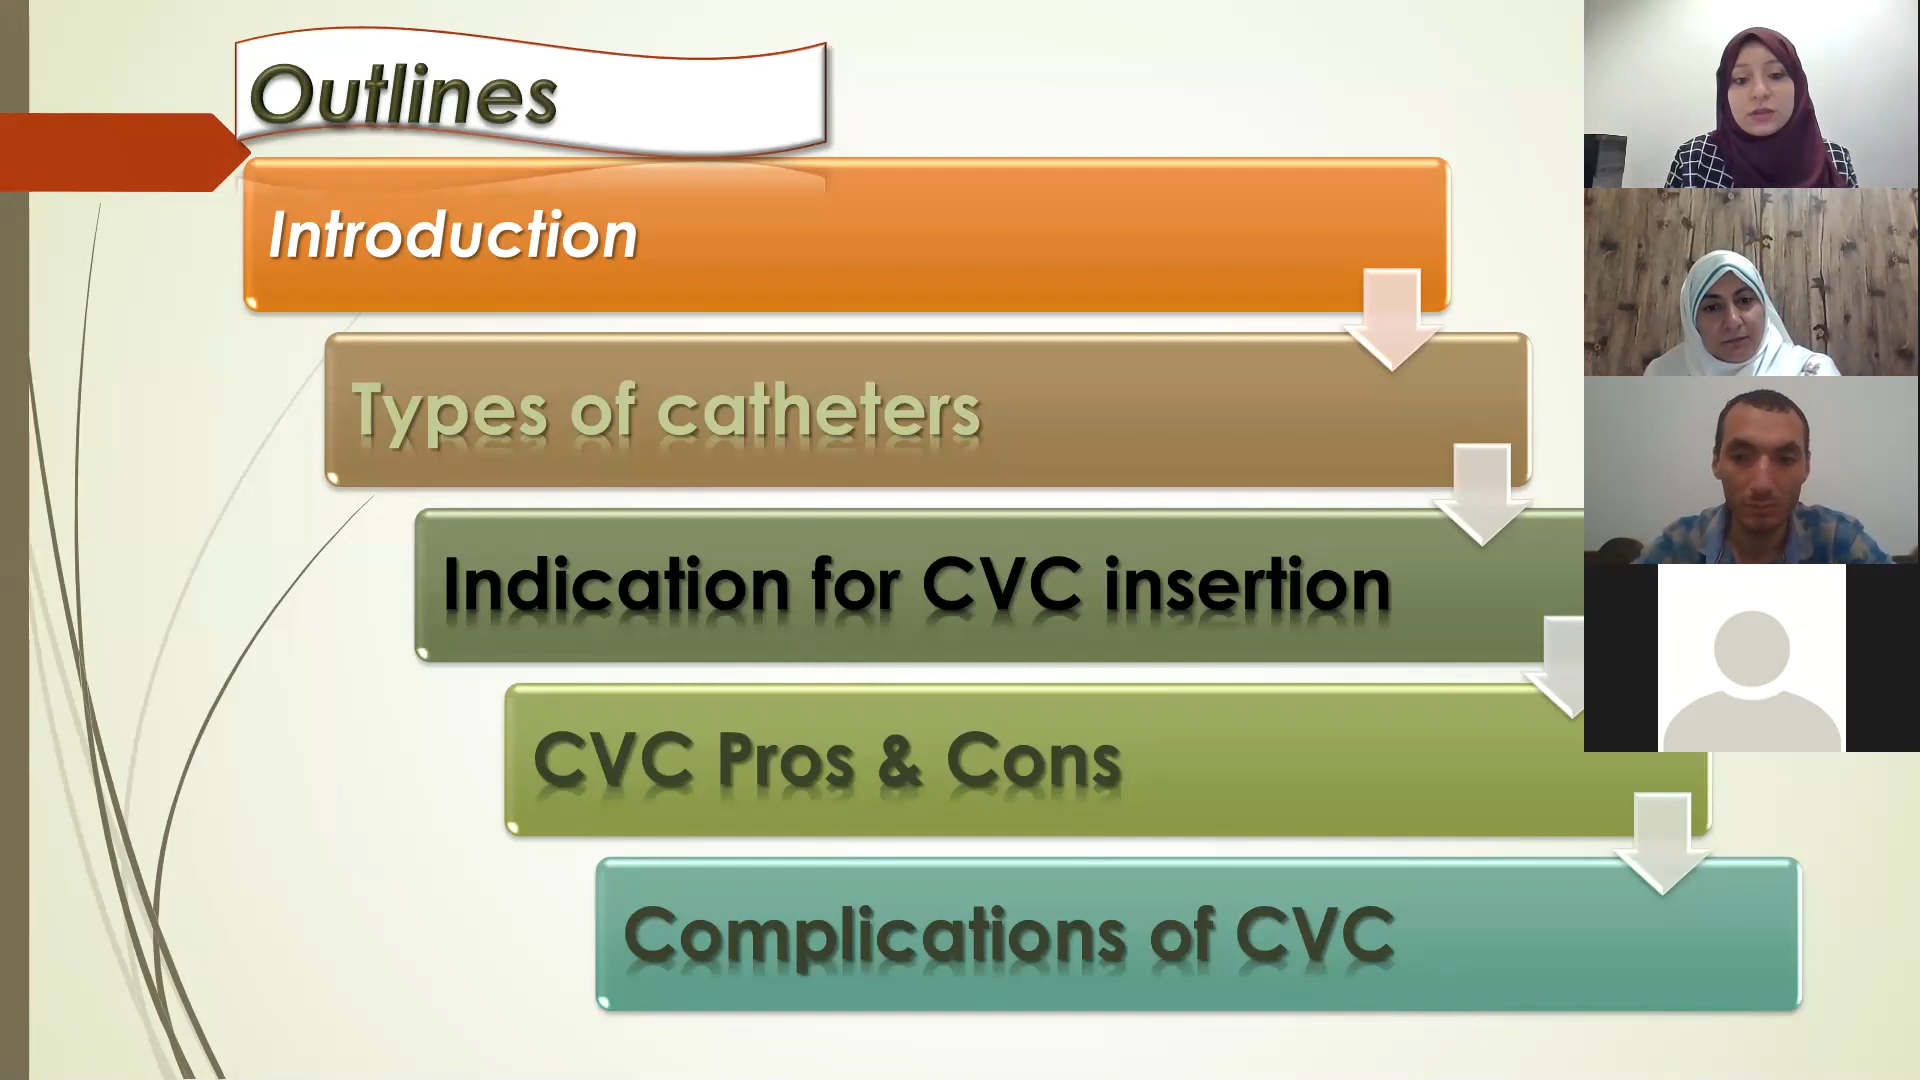 Outlines
Introduction
Types of catheters
Indication for CVC insertion
CVC Pros & Cons
Complications of CVC